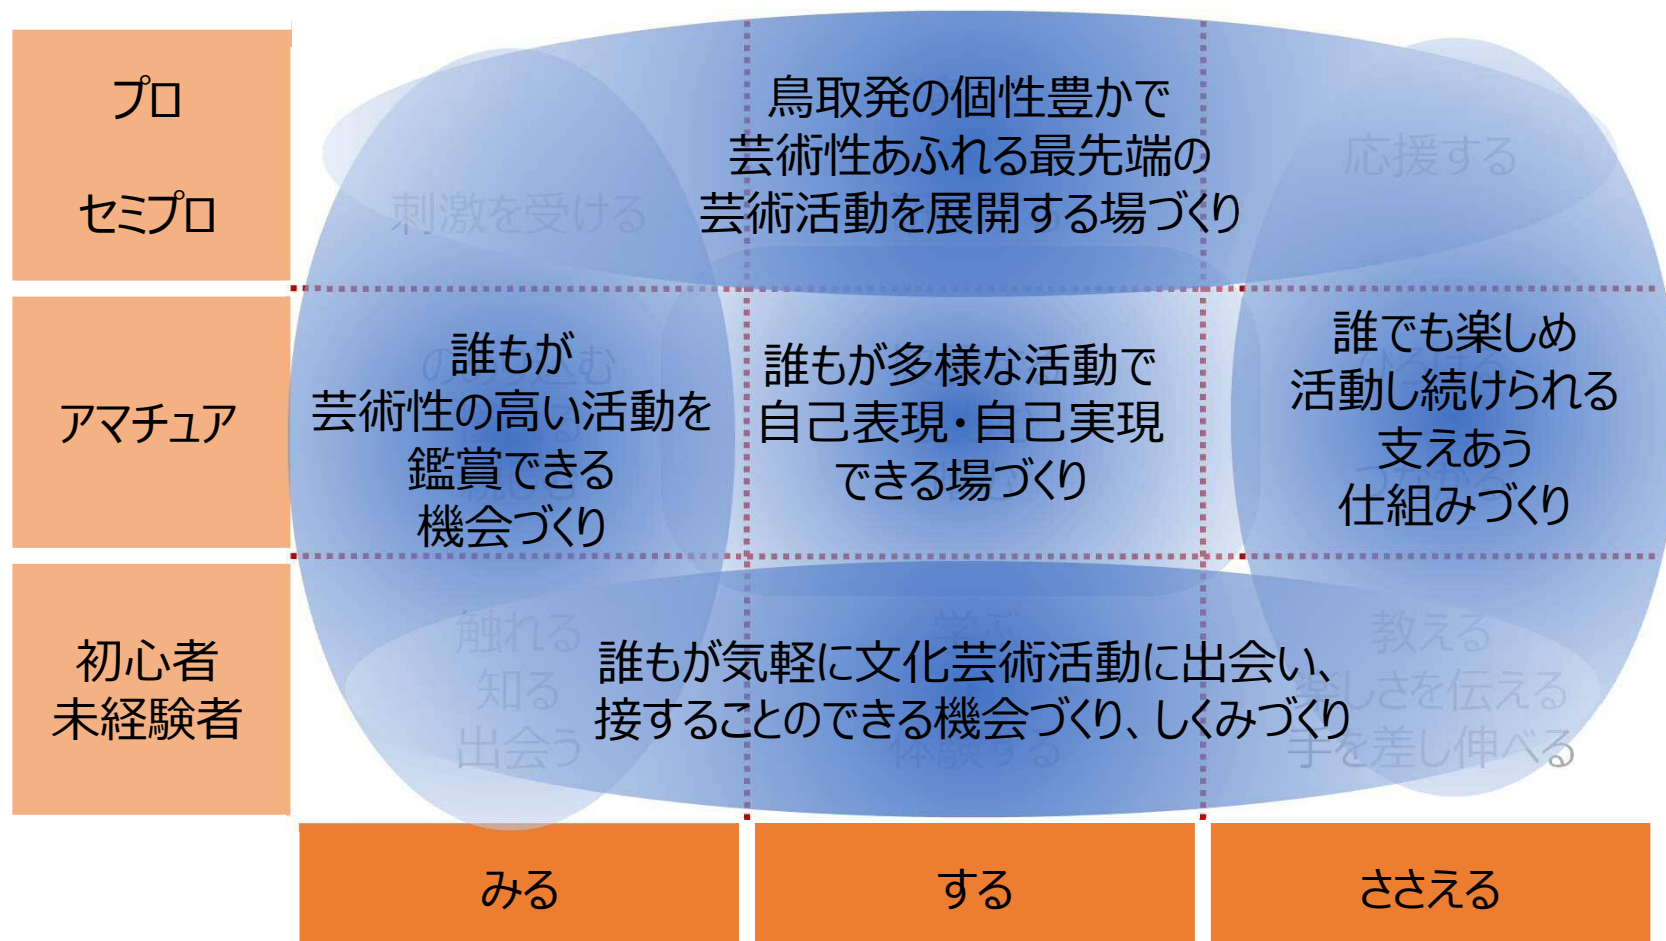 プロ
セミプロ
鳥取発の個性豊かで
芸術性あふれる最先端の
芸術活動を展開する場づくり
刺激を受ける
応援する
アマチュア
誰もが
芸術性の高い活動を
鑑賞できる
機会づくり
誰もが多様な活動で
自己表現・自己実現
できる場づくり
誰でも楽しめ
活動し続けられる
支えあう
仕組みづくり
初心者
未経験者
触れる
知る
出会う
学ぶ
体験する
教える
楽しさを伝える
手を差し伸べる
誰もが気軽に文化芸術活動に出会い、
接することのできる機会づくり、しくみづくり
みる
する
ささえる